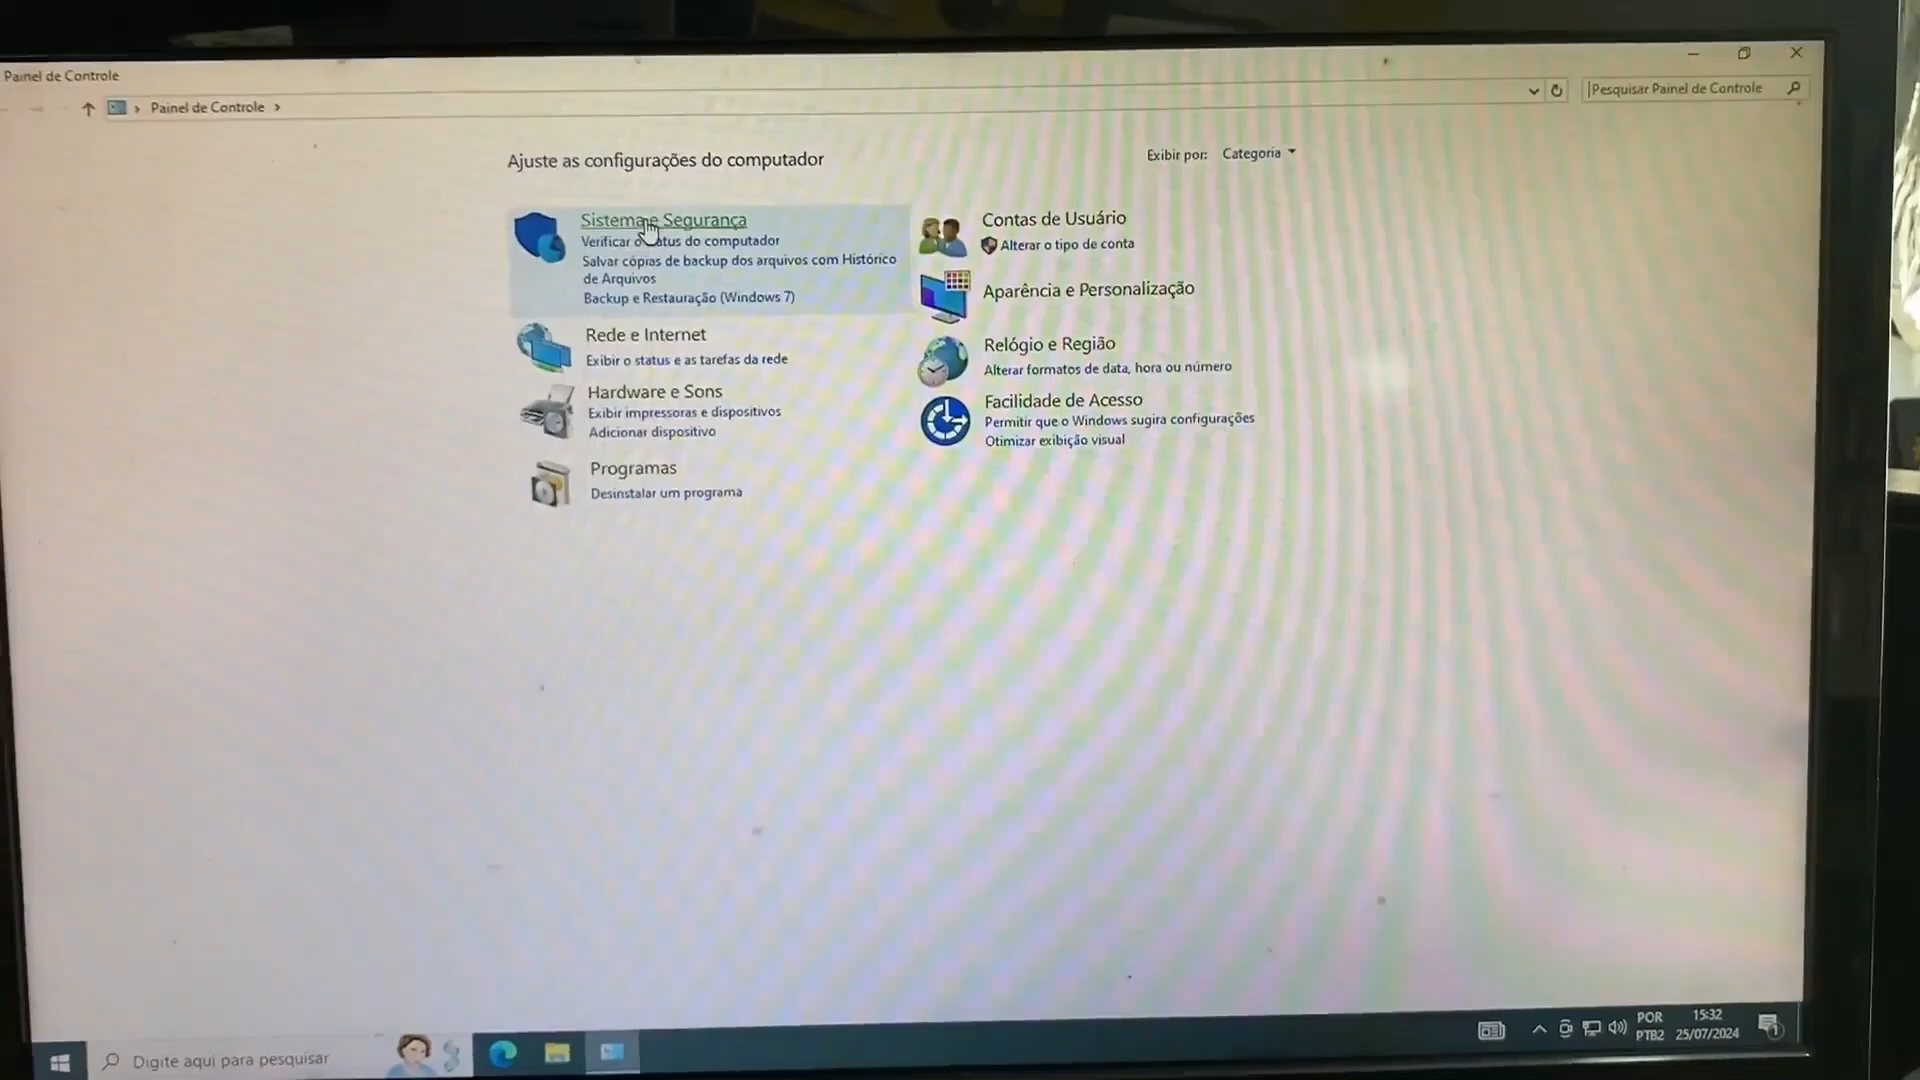 Painel de Controle
Painel de Controle
Pesquisar Painel de Controle
Ajuste as configurações do computador
Exibir por: Categoria
Sistema e Segurança
Verificar o status do computador
Salvar cópias de backup dos arquivos com Histórico
de Arquivos
Backup e Restauração (Windows 7)
Rede e Internet
Exibir o status e as tarefas da rede
Hardware e Sons
Exibir impressoras e dispositivos
Adicionar dispositivo
Programas
Desinstalar um programa
Contas de Usuário
Alterar o tipo de conta
Aparência e Personalização
Relógio e Região
Alterar formatos de data, hora ou número
Facilidade de Acesso
Permitir que o Windows sugira configurações
Otimizar exibição visual
Digite aqui para pesquisar
POR
PTB2
15:32
25/07/2024
1